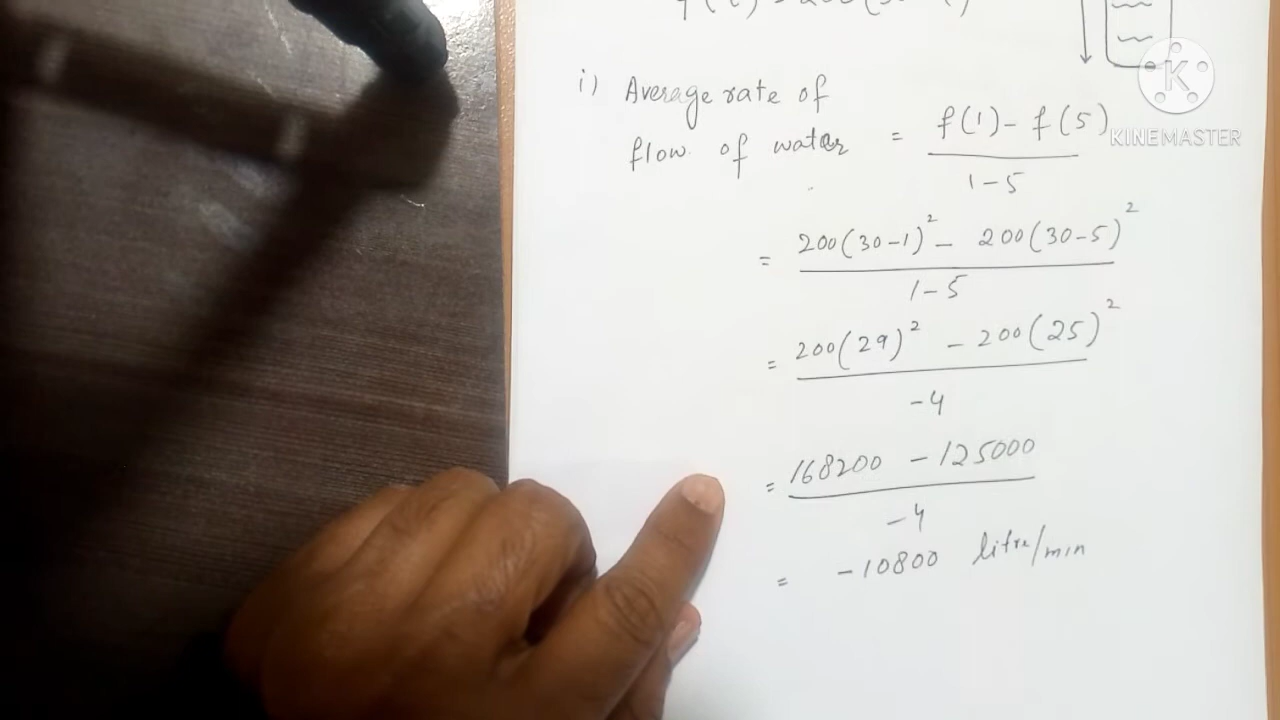 i) Average rate of
flow of water = f(1) - f(5) / 1-5
= 200(30-1)² - 200(30-5)² / 1-5
= 200(29)² - 200(25)² / -4
= 168200 - 125000 / -4
= -10800 litre/min
K
KINEMASTER